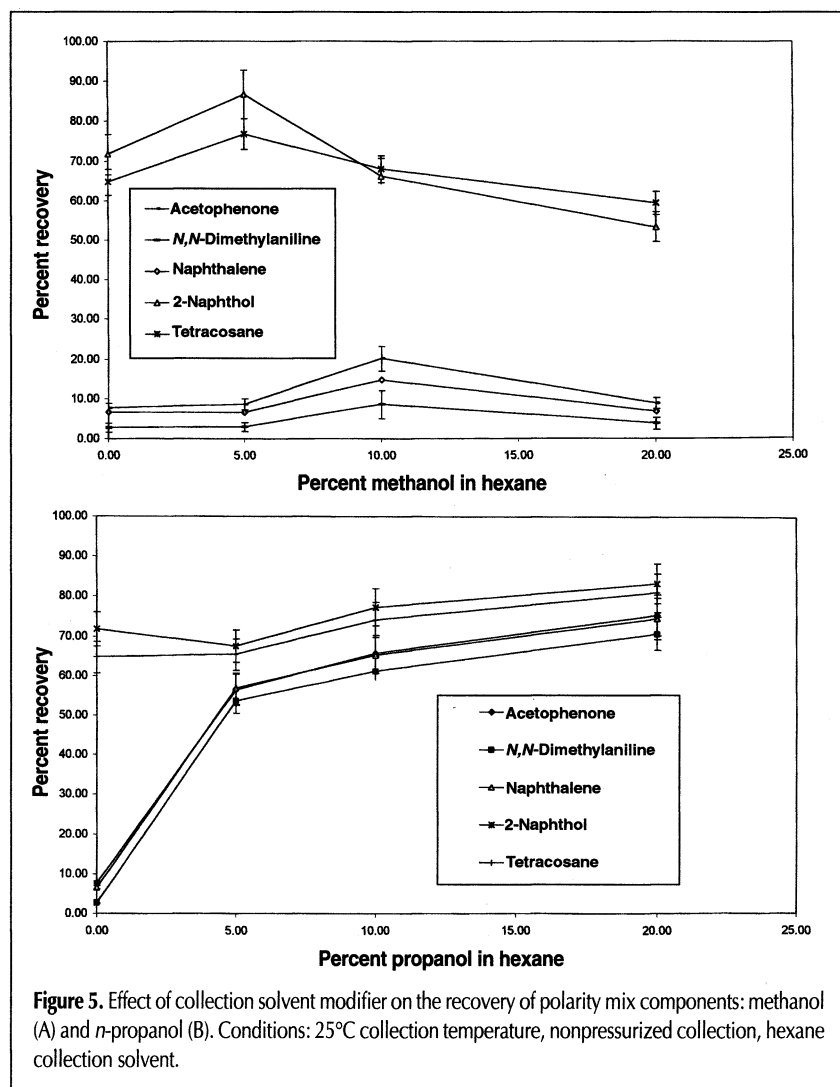 100.00
90.00
80.00
70.00
60.00
50.00
40.00
30.00
20.00
10.00
0.00
Percent recovery
Acetophenone
N,N-Dimethylaniline
Naphthalene
2-Naphthol
Tetracosane
0.00 5.00 10.00 15.00 20.00 25.00
Percent methanol in hexane
100.00
90.00
80.00
70.00
60.00
50.00
40.00
30.00
20.00
10.00
0.00
Percent recovery
Acetophenone
N,N-Dimethylaniline
Naphthalene
2-Naphthol
Tetracosane
0.00 5.00 10.00 15.00 20.00 25.00
Percent propanol in hexane
Figure 5. Effect of collection solvent modifier on the recovery of polarity mix components: methanol
(A) and n-propanol (B). Conditions: 25°C collection temperature, nonpressurized collection, hexane
collection solvent.